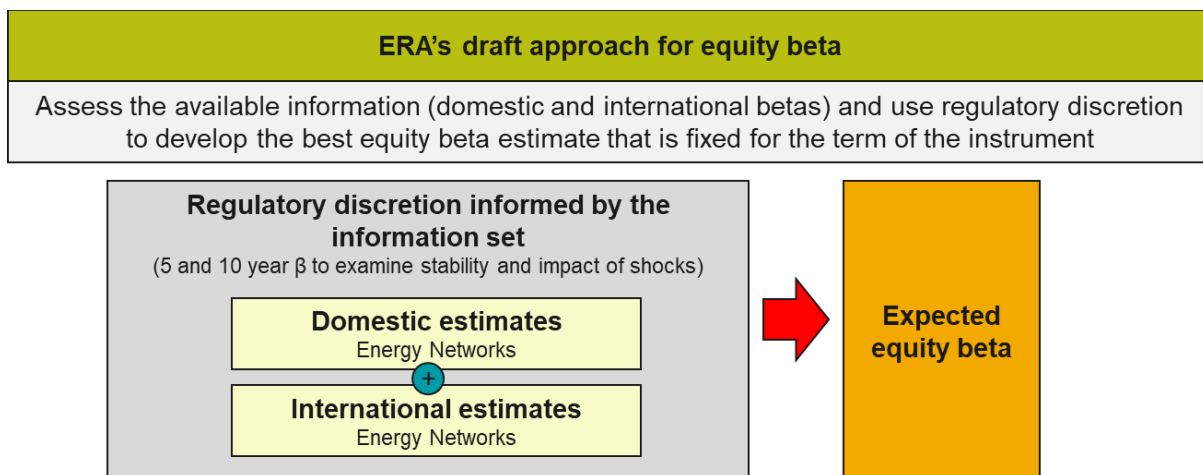 ERA's draft approach for equity beta
Assess the available information (domestic and international betas) and use regulatory discretion
to develop the best equity beta estimate that is fixed for the term of the instrument
Regulatory discretion informed by the
information set
(5 and 10 year β to examine stability and impact of shocks)
Domestic estimates
Energy Networks
+
International estimates
Energy Networks
Expected
equity beta